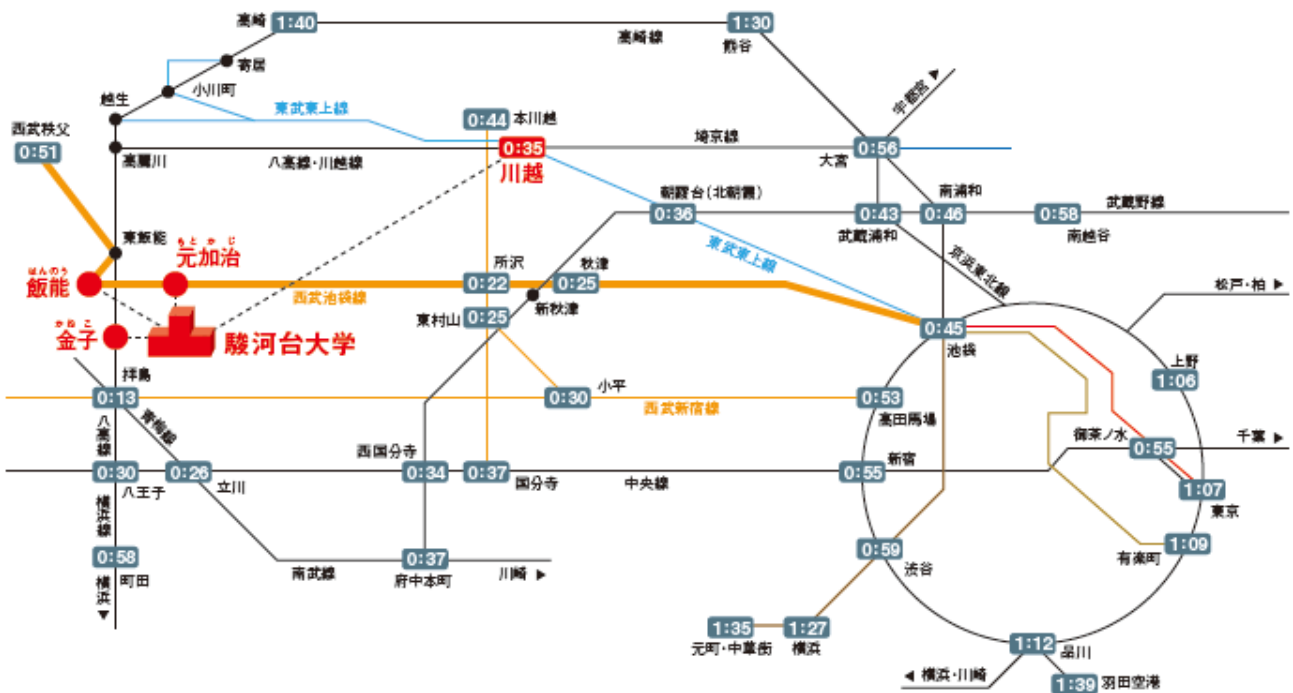 高崎
1:40
高崎線
1:30
熊谷
寄居
小川町
越生
東武東上線
0:44
本川越
宇都宮 ▶
西武秩父
0:51
高麗川
八高線・川越線
0:35
川越
埼京線
0:56
大宮
朝霞台(北朝霞)
0:36
0:43
武蔵浦和
南浦和
0:46
0:58
南越谷
武蔵野線
東飯能
もとかじ
元加治
はんのう
飯能
西武池袋線
所沢
0:22
秋津
0:25
新秋津
東武東上線
京浜東北線
松戸・柏 ▶
かねこ
金子
駿河台大学
東村山
0:25
0:45
池袋
上野
1:06
拝島
0:13
青梅線
八高線
0:30
小平
西武新宿線
0:53
高田馬場
御茶ノ水
0:55
千葉 ▶
0:30
八王子
0:26
立川
西国分寺
0:34
0:37
国分寺
中央線
0:55
新宿
1:07
東京
横浜線
0:58
町田
横浜
▼
南武線
0:37
府中本町
川崎 ▶
0:59
渋谷
1:09
有楽町
1:35
元町・中華街
1:27
横浜
1:12
品川
◀ 横浜・川崎
1:39
羽田空港